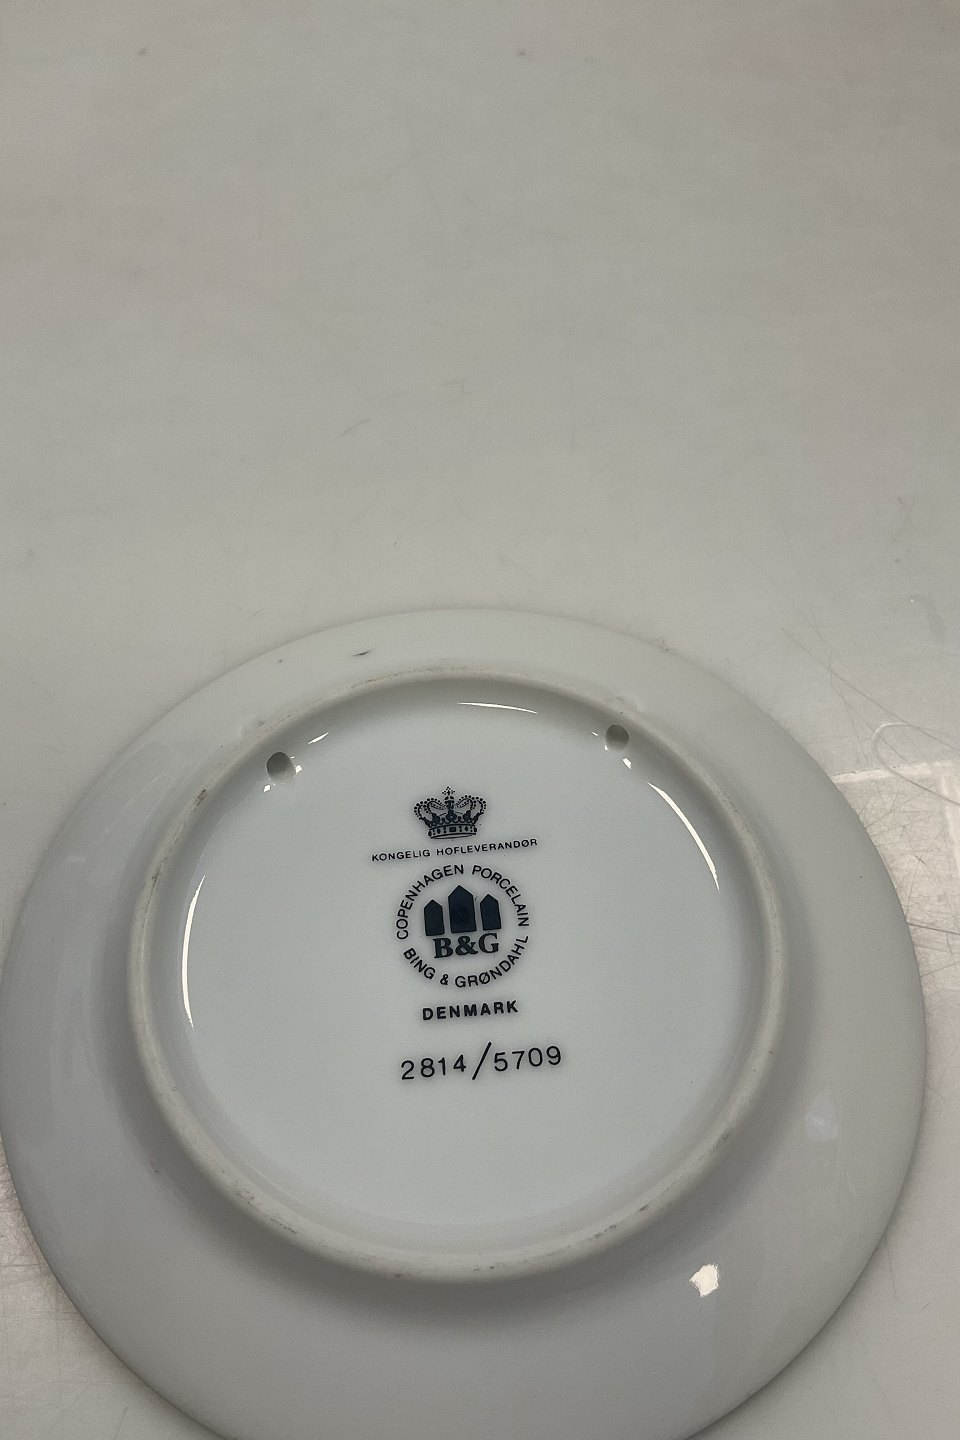 KONGELIG HOFLEVERANDØR
COPENHAGEN PORCELAIN
B&G
BING & GRØNDAHL
DENMARK
2814/5709